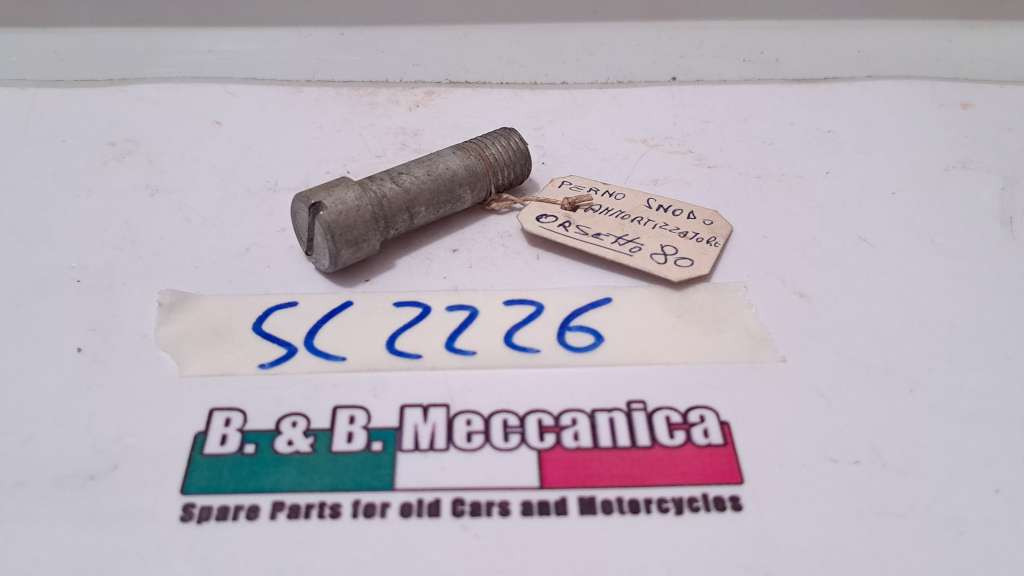 PERNO SNODO
AMMORTIZZATORE
ORSETTO 80
SC 2226
B. & B. Meccanica
Spare Parts for old Cars and Motorcycles